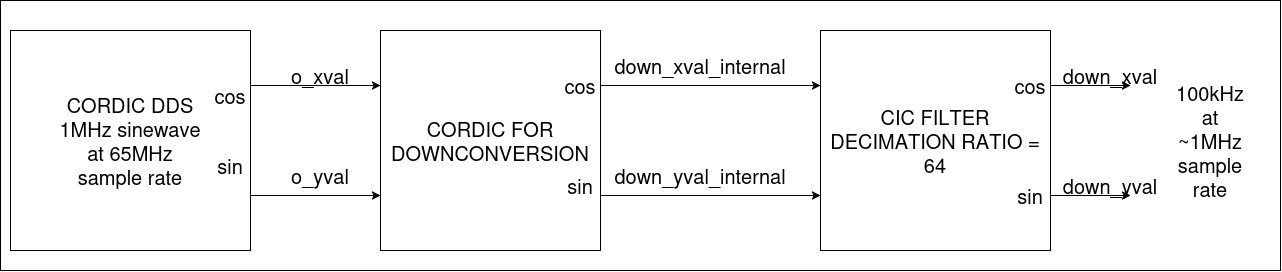 CORDIC DDS
1MHz sinewave
at 65MHz
sample rate
cos
sin
o_xval
o_yval
CORDIC FOR
DOWNCONVERSION
cos
sin
down_xval_internal
down_yval_internal
CIC FILTER
DECIMATION RATIO =
64
cos
sin
down_xval
down_yval
100kHz
at
~1MHz
sample
rate